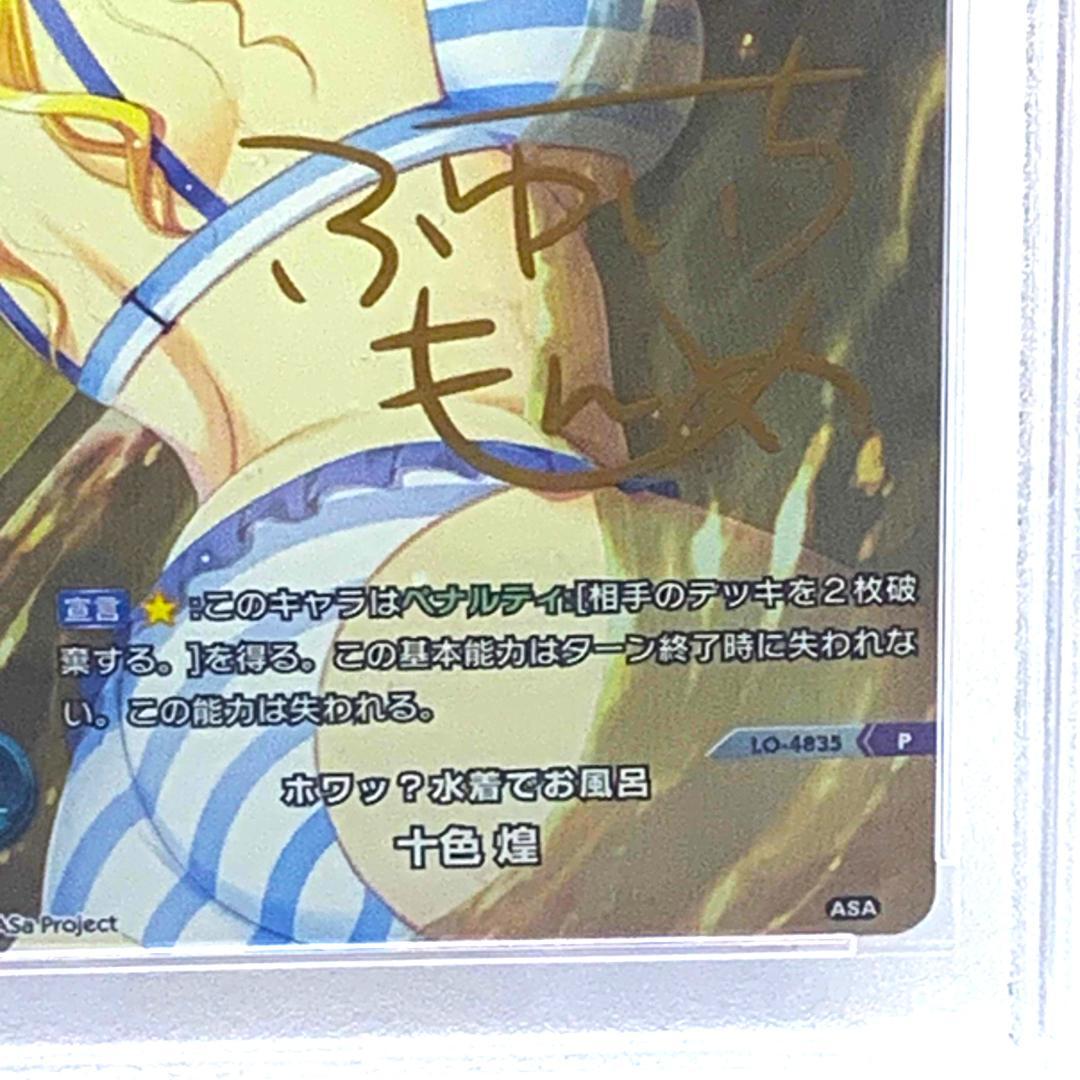 ふゆいち
もんめ
宣言 ⭐:このキャラはペナルティ:[相手のデッキを２枚破
棄する。]を得る。この基本能力はターン終了時に失われな
い。この能力は失われる。
LO-4835 P
ホワッ？水着でお風呂
十色 煌
ASa Project
ASA